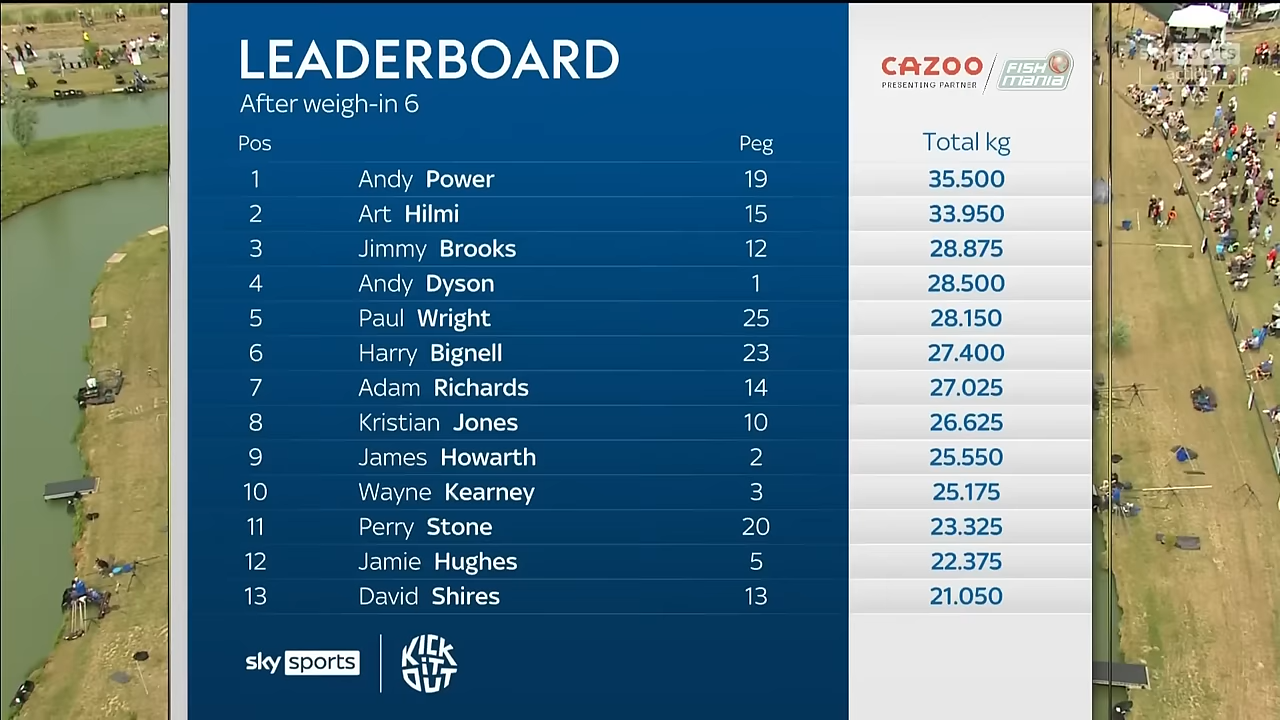 LEADERBOARD
After weigh-in 6
CAZOO
PRESENTING PARTNER
FISH
MANIA
sky sports
action
Pos Peg Total kg
1 Andy Power 19 35.500
2 Art Hilmi 15 33.950
3 Jimmy Brooks 12 28.875
4 Andy Dyson 1 28.500
5 Paul Wright 25 28.150
6 Harry Bignell 23 27.400
7 Adam Richards 14 27.025
8 Kristian Jones 10 26.625
9 James Howarth 2 25.550
10 Wayne Kearney 3 25.175
11 Perry Stone 20 23.325
12 Jamie Hughes 5 22.375
13 David Shires 13 21.050
sky sports
KICK
IT
OUT